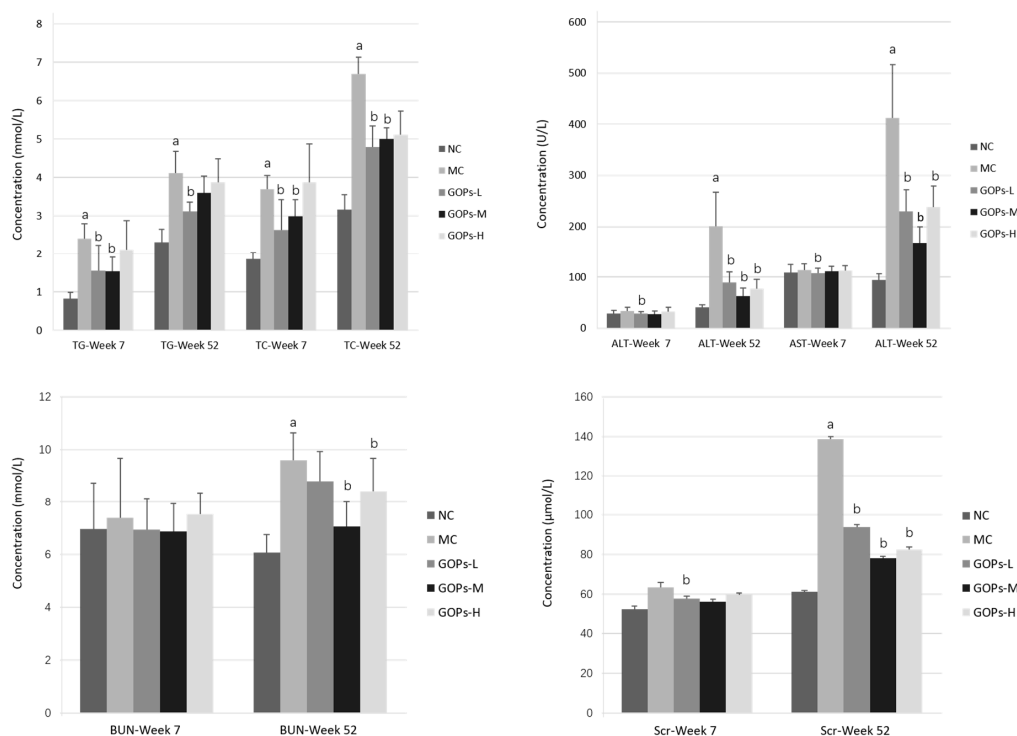 Concentration (mmol/L)
8
7
6
5
4
3
2
1
0
a
b
b
a
b
a
b
b
a
b
b
TG-Week 7
TG-Week 52
TC-Week 7
TC-Week 52
NC
MC
GOPs-L
GOPs-M
GOPs-H
Concentration (U/L)
600
500
400
300
200
100
0
b
a
b
b
b
b
a
b
b
b
ALT-Week 7
ALT-Week 52
AST-Week 7
ALT-Week 52
NC
MC
GOPs-L
GOPs-M
GOPs-H
Concentration (mmol/L)
12
10
8
6
4
2
0
a
b
b
BUN-Week 7
BUN-Week 52
NC
MC
GOPs-L
GOPs-M
GOPs-H
Concentration (μmol/L)
160
140
120
100
80
60
40
20
0
b
a
b
b
b
Scr-Week 7
Scr-Week 52
NC
MC
GOPs-L
GOPs-M
GOPs-H